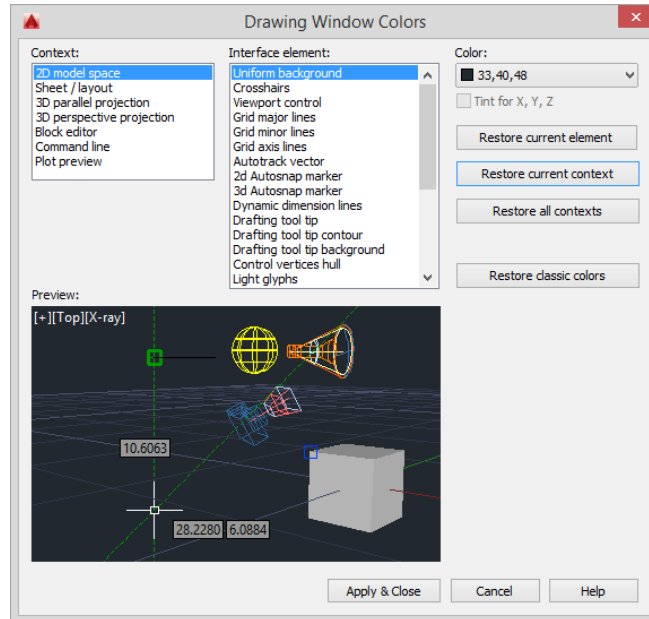 Drawing Window Colors
Context:
2D model space
Sheet / layout
3D parallel projection
3D perspective projection
Block editor
Command line
Plot preview
Interface element:
Uniform background
Crosshairs
Viewport control
Grid major lines
Grid minor lines
Grid axis lines
Autotrack vector
2d Autosnap marker
3d Autosnap marker
Dynamic dimension lines
Drafting tool tip
Drafting tool tip contour
Drafting tool tip background
Control vertices hull
Light glyphs
Color:
33,40,48
Tint for X, Y, Z
Restore current element
Restore current context
Restore all contexts
Restore classic colors
Preview:
[+][Top][X-ray]
10.6063
28.2280 6.0884
Apply & Close Cancel Help